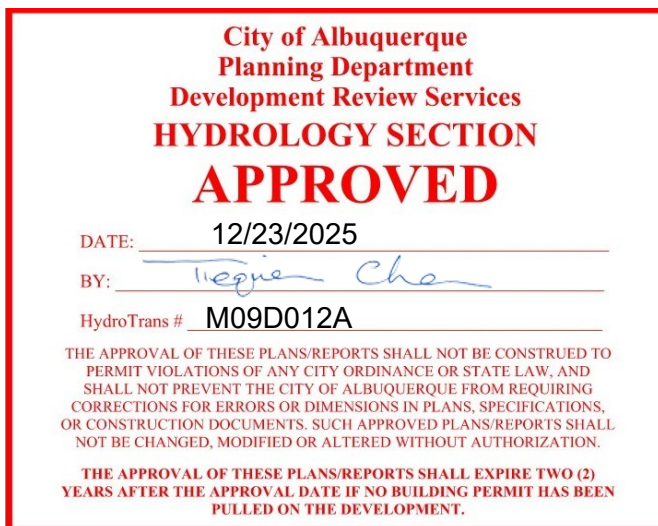 City of Albuquerque
Planning Department
Development Review Services
HYDROLOGY SECTION
APPROVED
DATE: 12/23/2025
BY: Chen
HydroTrans # M09D012A
THE APPROVAL OF THESE PLANS/REPORTS SHALL NOT BE CONSTRUED TO
PERMIT VIOLATIONS OF ANY CITY ORDINANCE OR STATE LAW, AND
SHALL NOT PREVENT THE CITY OF ALBUQUERQUE FROM REQUIRING
CORRECTIONS FOR ERRORS OR DIMENSIONS IN PLANS, SPECIFICATIONS,
OR CONSTRUCTION DOCUMENTS. SUCH APPROVED PLANS/REPORTS SHALL
NOT BE CHANGED, MODIFIED OR ALTERED WITHOUT AUTHORIZATION.
THE APPROVAL OF THESE PLANS/REPORTS SHALL EXPIRE TWO (2)
YEARS AFTER THE APPROVAL DATE IF NO BUILDING PERMIT HAS BEEN
PULLED ON THE DEVELOPMENT.